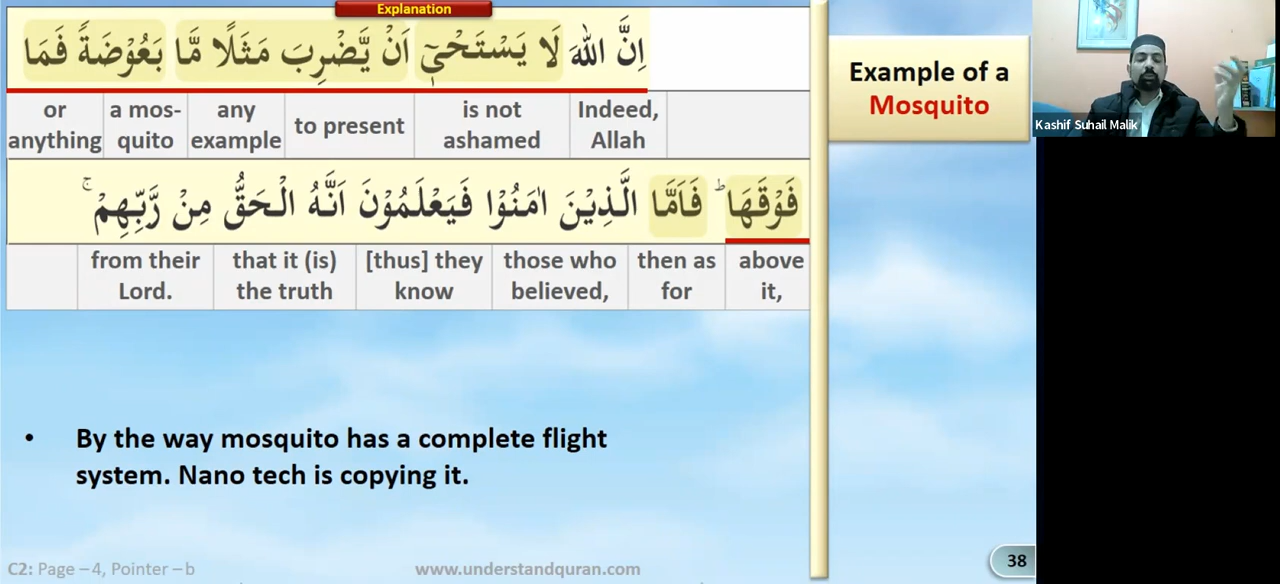 Explanation
اِنَّ اللّٰهَ لَا يَسْتَحْيٖٓ اَنْ يَّضْرِبَ مَثَلًا مَّا بَعُوْضَةً فَمَا
or a mos- any to present is not Indeed,
anything quito example ashamed Allah
فَوْقَهَا ؕ فَاَمَّا الَّذِيْنَ اٰمَنُوْا فَيَعْلَمُوْنَ اَنَّهُ الْحَقُّ مِنْ رَّبِّهِمْ ۚ
from their that it (is) [thus] they those who then as above
Lord. the truth know believed, for it,
• By the way mosquito has a complete flight
system. Nano tech is copying it.
C2: Page – 4, Pointer – b
www.understandquran.com
Example of a
Mosquito
Kashif Suhail Malik
38